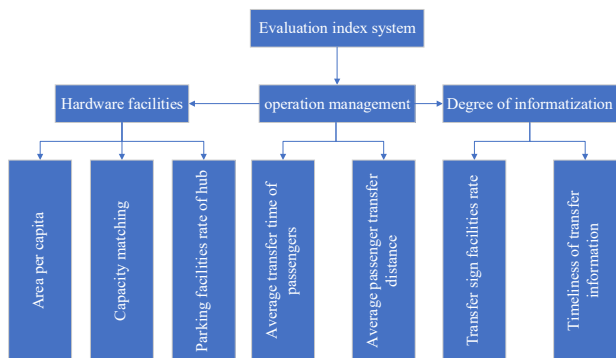 Evaluation index system
Hardware facilities
operation management
Degree of informatization
Area per capita
Capacity matching
Parking facilities rate of hub
Average transfer time of
passengers
Average passenger transfer
distance
Transfer sign facilities rate
Timeliness of transfer
information